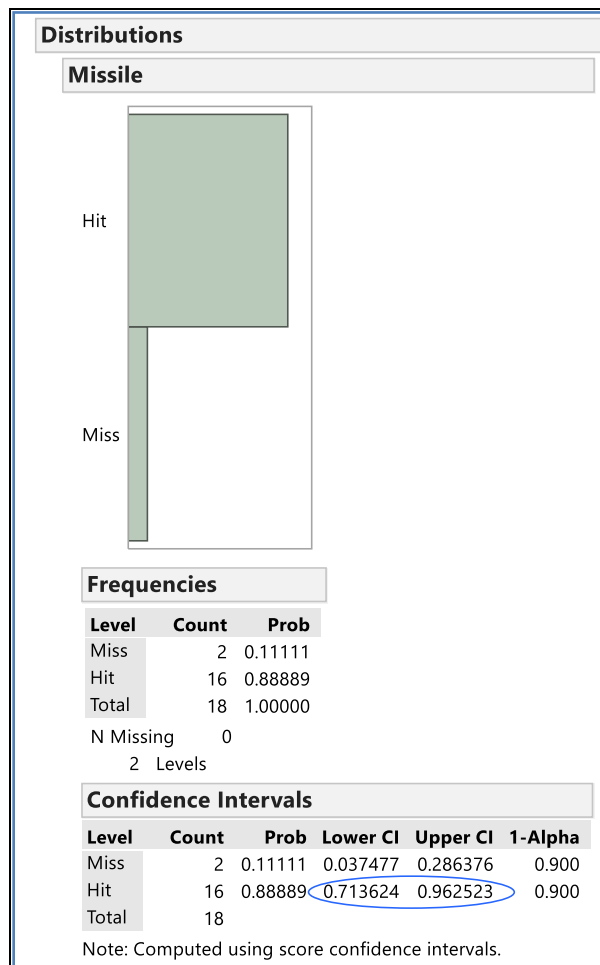 Distributions
Missile
Hit
Miss
Frequencies
Level Count Prob
Miss 2 0.11111
Hit 16 0.88889
Total 18 1.00000
N Missing 0
2 Levels
Confidence Intervals
Level Count Prob Lower CI Upper CI 1-Alpha
Miss 2 0.11111 0.037477 0.286376 0.900
Hit 16 0.88889 0.713624 0.962523 0.900
Total 18
Note: Computed using score confidence intervals.